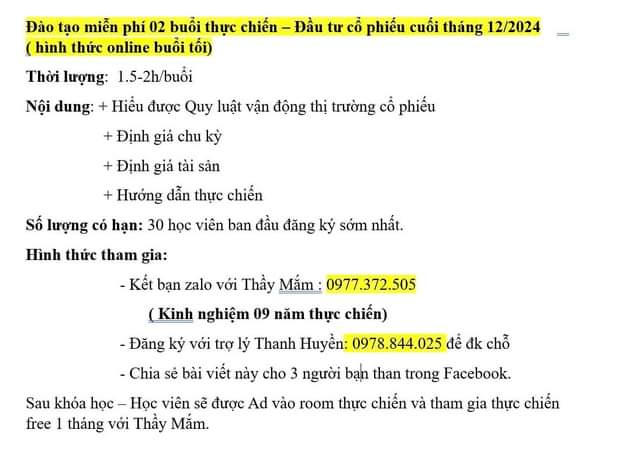 Đào tạo miễn phí 02 buổi thực chiến – Đầu tư cổ phiếu cuối tháng 12/2024
( hình thức online buổi tối)
Thời lượng: 1.5-2h/buổi
Nội dung: + Hiểu được Quy luật vận động thị trường cổ phiếu
+ Định giá chu kỳ
+ Định giá tài sản
+ Hướng dẫn thực chiến
Số lượng có hạn: 30 học viên ban đầu đăng ký sớm nhất.
Hình thức tham gia:
- Kết bạn zalo với Thầy Mắm : 0977.372.505
( Kinh nghiệm 09 năm thực chiến)
- Đăng ký với trợ lý Thanh Huyền: 0978.844.025 để đk chỗ
- Chia sẻ bài viết này cho 3 người bạn than trong Facebook.
Sau khóa học – Học viên sẽ được Ad vào room thực chiến và tham gia thực chiến
free 1 tháng với Thầy Mắm.